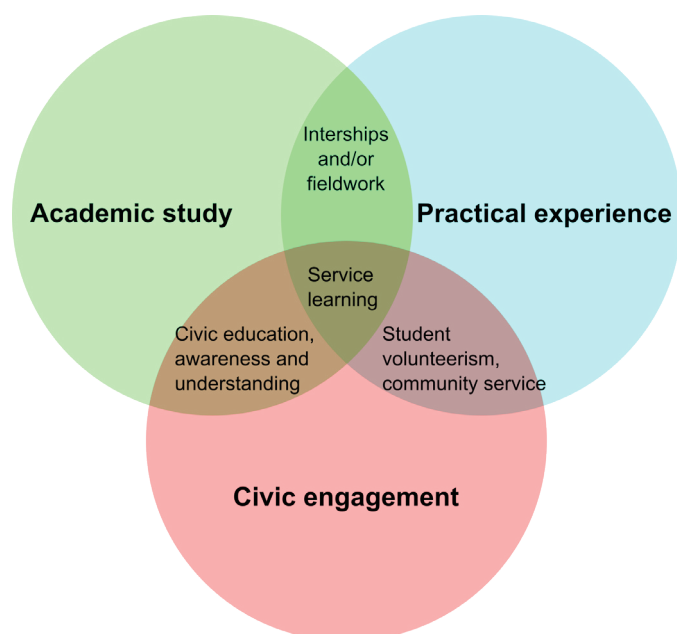 Interships
and/or
fieldwork
Academic study
Practical experience
Service
learning
Civic education,
awareness and
understanding
Student
volunteerism,
community service
Civic engagement